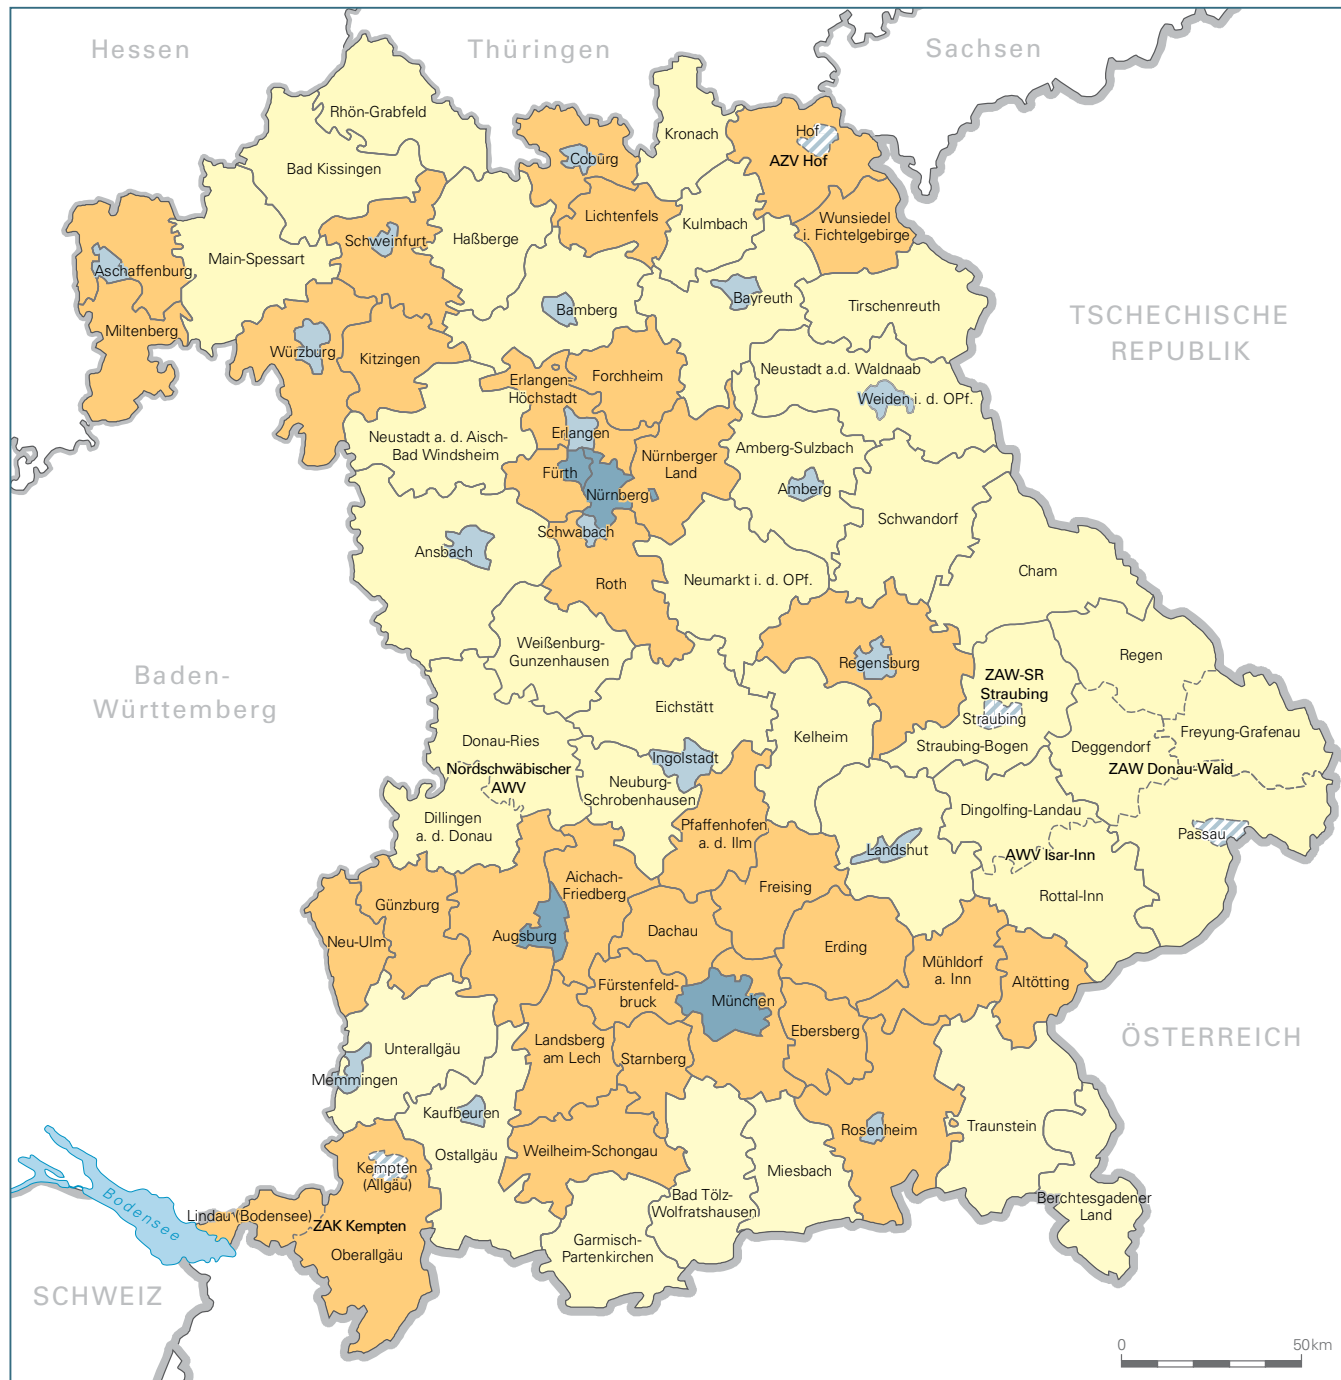 Hessen
Thüringen
Sachsen
Rhön-Grabfeld
Kronach
Hof
AZV Hof
Coburg
Bad Kissingen
Lichtenfels
Kulmbach
Wunsiedel
i. Fichtelgebirge
Schweinfurt
Haßberge
Main-Spessart
Aschaffenburg
Bayreuth
Tirschenreuth
Bamberg
TSCHECHISCHE
REPUBLIK
Miltenberg
Würzburg
Kitzingen
Erlangen-
Höchstadt
Forchheim
Neustadt a.d. Waldnaab
Weiden i. d. OPf.
Neustadt a. d. Aisch-
Bad Windsheim
Erlangen
Fürth
Nürnberg
Nürnberger
Land
Amberg-Sulzbach
Amberg
Schwandorf
Schwabach
Ansbach
Roth
Neumarkt i. d. OPf.
Cham
Weißenburg-
Gunzenhausen
Regensburg
Regen
ZAW-SR
Straubing
Straubing
Straubing-Bogen
Baden-
Württemberg
Eichstätt
Kelheim
Deggendorf
Freyung-Grafenau
ZAW Donau-Wald
Donau-Ries
Nordschwäbischer
AWV
Ingolstadt
Neuburg-
Schrobenhausen
Dillingen
a. d. Donau
Pfaffenhofen
a. d. Ilm
Dingolfing-Landau
Passau
Landshut
AWV Isar-Inn
Rottal-Inn
Aichach-
Friedberg
Freising
Günzburg
Neu-Ulm
Augsburg
Dachau
Erding
Mühldorf
a. Inn
Altötting
Fürstenfeld-
bruck
München
Ebersberg
ÖSTERREICH
Unterallgäu
Landsberg
am Lech
Starnberg
Memmingen
Kaufbeuren
Ostallgäu
Weilheim-Schongau
Rosenheim
Traunstein
Kempten
(Allgäu)
Miesbach
Bad Tölz-
Wolfratshausen
Berchtesgadener
Land
Bodensee
Lindau (Bodensee)
ZAK Kempten
Oberallgäu
Garmisch-
Partenkirchen
SCHWEIZ
0 50 km